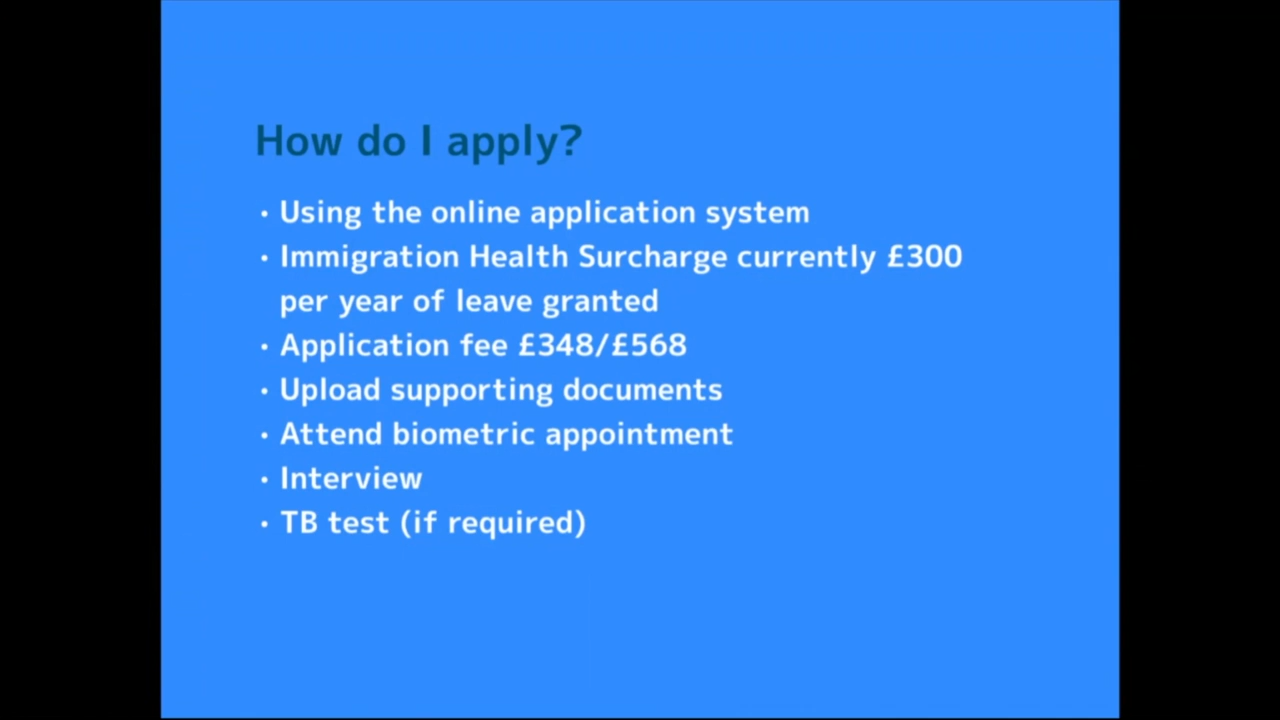 How do I apply?
• Using the online application system
• Immigration Health Surcharge currently £300
per year of leave granted
• Application fee £348/£568
• Upload supporting documents
• Attend biometric appointment
• Interview
• TB test (if required)